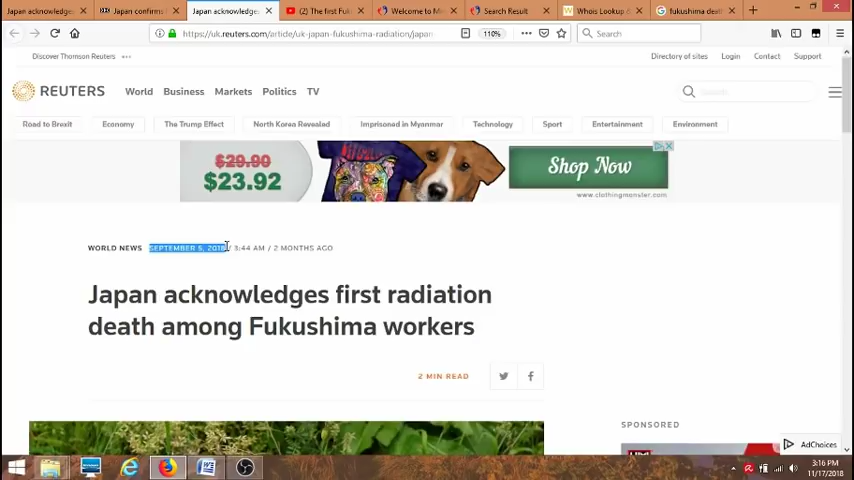 Japan acknowledges
Japan confirms
Japan acknowledge:
(2) The first Fuk
Welcome to M
Search Result
Whois Lookup &
fukushima deat
https://uk.reuters.com/article/uk-japan-fukushima-radiation/japan-
110%
Search
Discover Thomson Reuters
Directory of sites Login Contact Support
REUTERS World Business Markets Politics TV
Search
Road to Brexit Economy The Trump Effect North Korea Revealed Imprisoned in Myanmar Technology Sport Entertainment Environment
$29.90
$23.92
Shop Now
www.clothingmonster.com
WORLD NEWS SEPTEMBER 5, 2018 / 3:44 AM / 2 MONTHS AGO
Japan acknowledges first radiation
death among Fukushima workers
2 MIN READ
SPONSORED
AdChoices
3:16 PM
11/17/2018